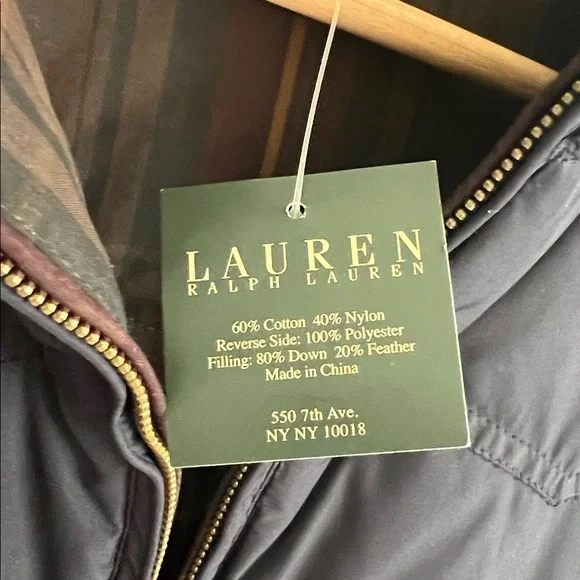 LAUREN
RALPH LAUREN
60% Cotton 40% Nylon
Reverse Side: 100% Polyester
Filling: 80% Down 20% Feather
Made in China
550 7th Ave.
NY NY 10018